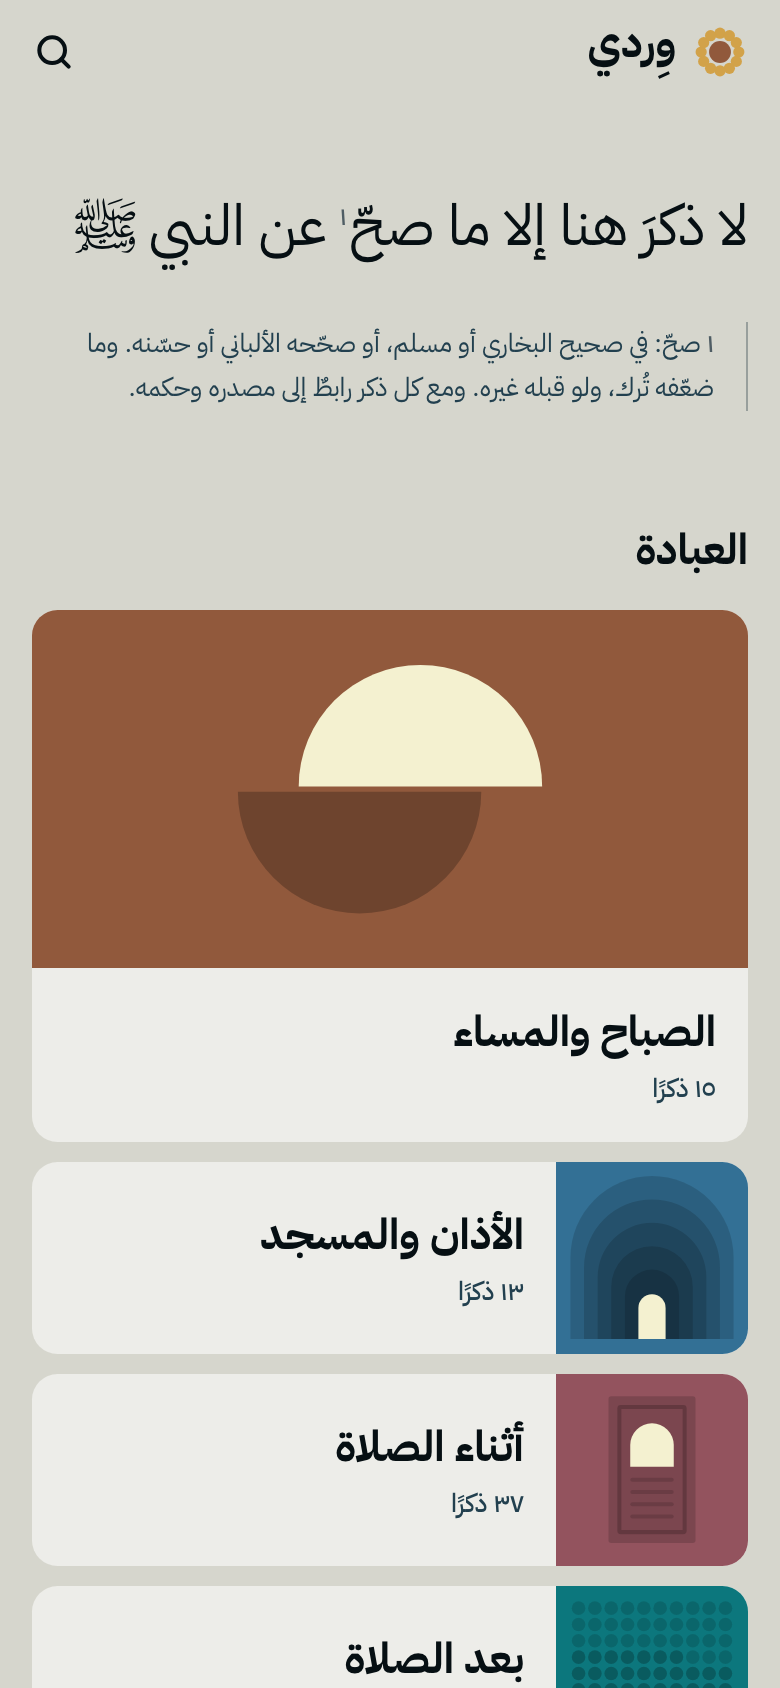 وِردي
لا ذكرَ هنا إلا ما صحّ١ عن النبي ﷺ
١ صحّ: في صحيح البخاري أو مسلم، أو صحّحه الألباني أو حسّنه. وما
ضعّفه تُرك، ولو قبله غيره. ومع كل ذكر رابطٌ إلى مصدره وحكمه.
العبادة
الصباح والمساء
١٥ ذكرًا
الأذان والمسجد
١٣ ذكرًا
أثناء الصلاة
٣٧ ذكرًا
بعد الصلاة